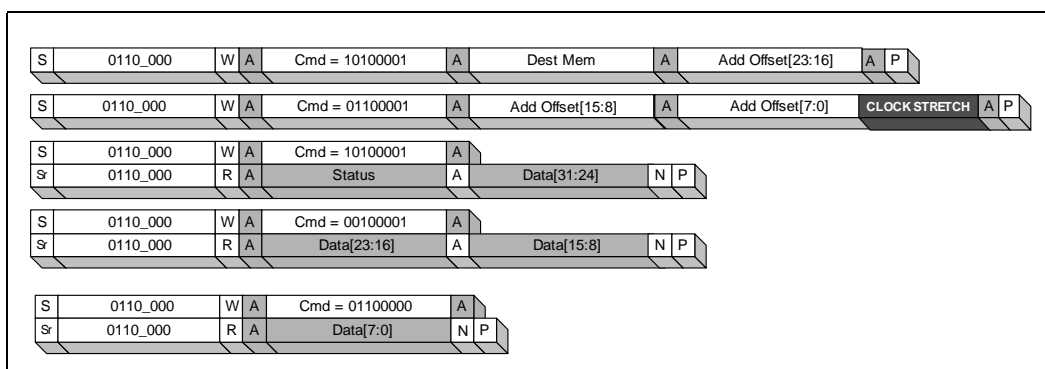 S 0110_000 W A Cmd = 10100001 A Dest Mem A Add Offset[23:16] A P
S 0110_000 W A Cmd = 01100001 A Add Offset[15:8] A Add Offset[7:0] CLOCK STRETCH A P
S 0110_000 W A Cmd = 10100001 A
Sr 0110_000 R A Status A Data[31:24] N P
S 0110_000 W A Cmd = 00100001 A
Sr 0110_000 R A Data[23:16] A Data[15:8] N P
S 0110_000 W A Cmd = 01100000 A
Sr 0110_000 R A Data[7:0] N P